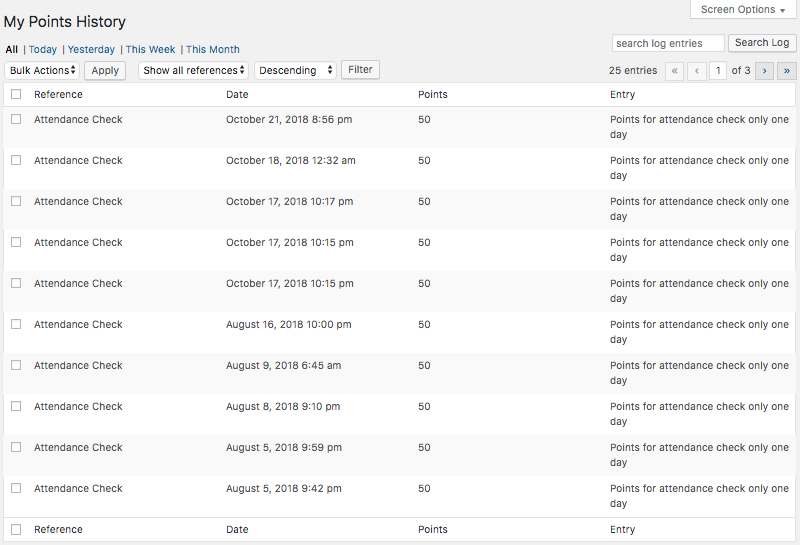 Screen Options
My Points History
All | Today | Yesterday | This Week | This Month
search log entries Search Log
Bulk Actions Apply Show all references Descending Filter 25 entries « ‹ 1 of 3 › »
Reference Date Points Entry
Attendance Check October 21, 2018 8:56 pm 50 Points for attendance check only one
day
Attendance Check October 18, 2018 12:32 am 50 Points for attendance check only one
day
Attendance Check October 17, 2018 10:17 pm 50 Points for attendance check only one
day
Attendance Check October 17, 2018 10:15 pm 50 Points for attendance check only one
day
Attendance Check October 17, 2018 10:15 pm 50 Points for attendance check only one
day
Attendance Check August 16, 2018 10:00 pm 50 Points for attendance check only one
day
Attendance Check August 9, 2018 6:45 am 50 Points for attendance check only one
day
Attendance Check August 8, 2018 9:10 pm 50 Points for attendance check only one
day
Attendance Check August 5, 2018 9:59 pm 50 Points for attendance check only one
day
Attendance Check August 5, 2018 9:42 pm 50 Points for attendance check only one
day
Reference Date Points Entry